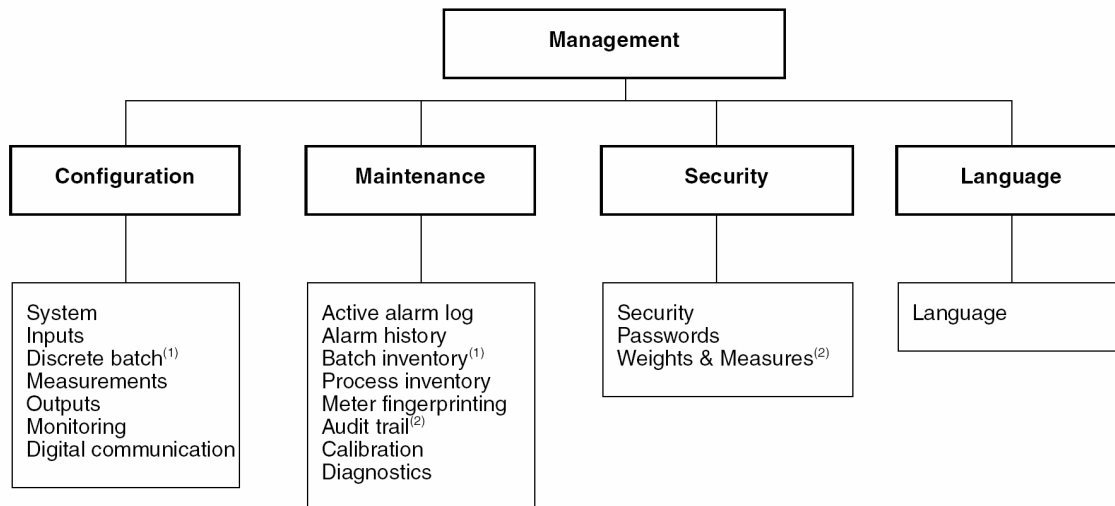 Management
Configuration
Maintenance
Security
Language
System
Inputs
Discrete batch(1)
Measurements
Outputs
Monitoring
Digital communication
Active alarm log
Alarm history
Batch inventory(1)
Process inventory
Meter fingerprinting
Audit trail(2)
Calibration
Diagnostics
Security
Passwords
Weights & Measures(2)
Language